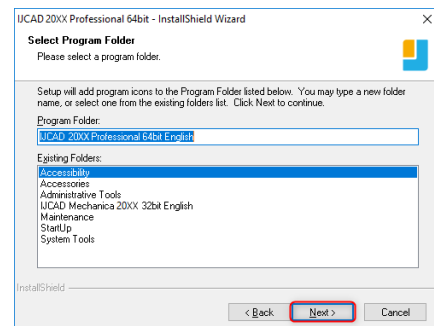 IJCAD 20XX Professional 64bit - InstallShield Wizard
Select Program Folder
Please select a program folder.
Setup will add program icons to the Program Folder listed below. You may type a new folder
name, or select one from the existing folders list. Click Next to continue.
Program Folder:
IJCAD 20XX Professional 64bit English
Existing Folders:
Accessibility
Accessories
Administrative Tools
IJCAD Mechanica 20XX 32bit English
Maintenance
StartUp
System Tools
InstallShield
< Back Next > Cancel